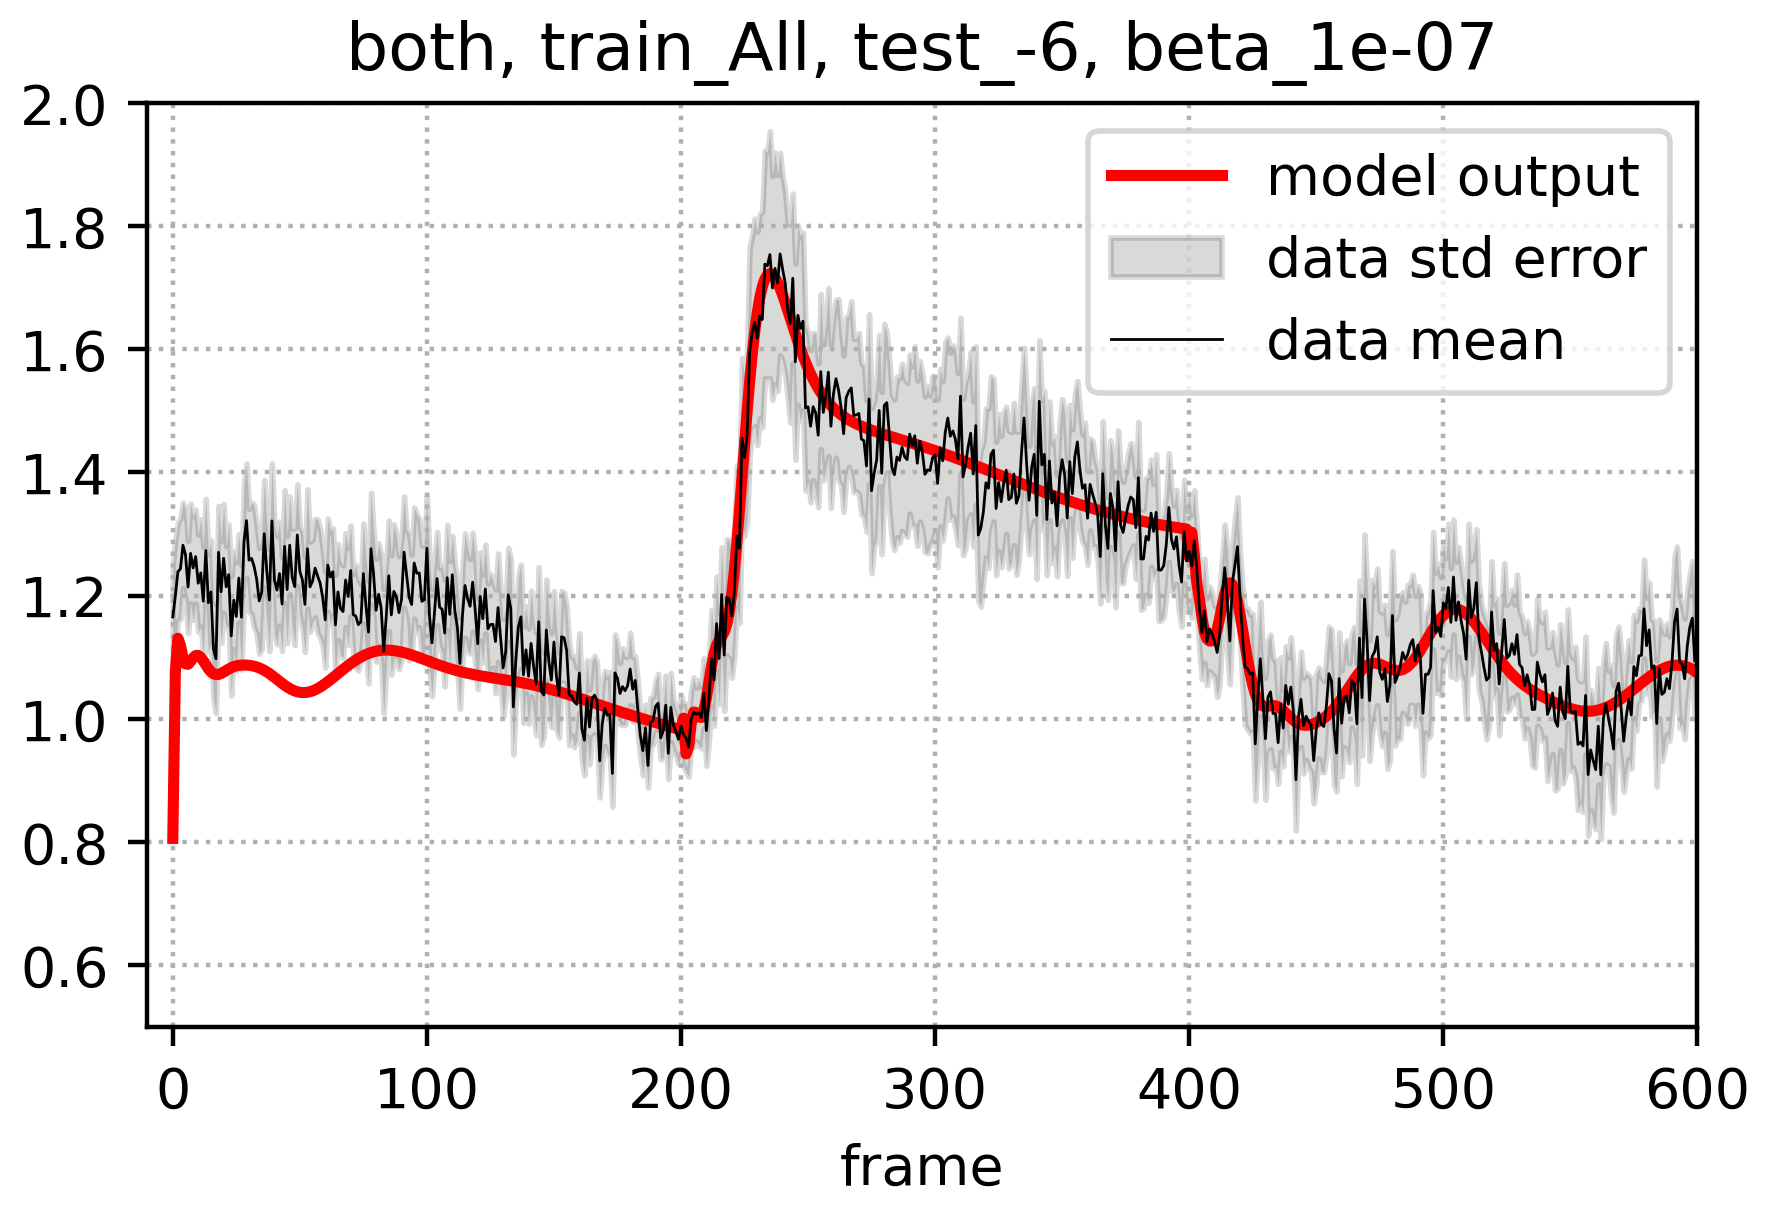 both, train_All, test_-6, beta_1e-07
2.0
1.8
1.6
1.4
1.2
1.0
0.8
0.6
model output
data std error
data mean
0 100 200 300 400 500 600
frame